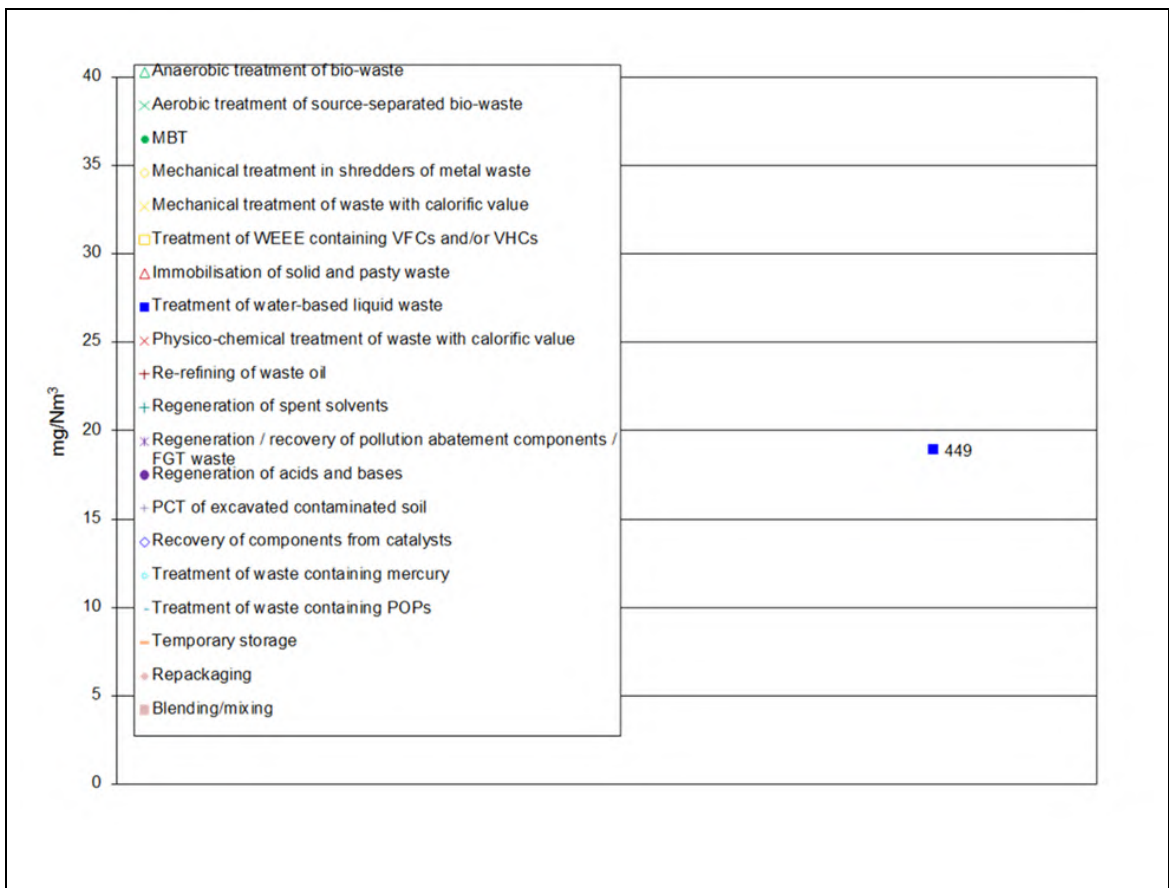 40
35
30
25
20
15
10
5
0
mg/Nm³
Anaerobic treatment of bio-waste
Aerobic treatment of source-separated bio-waste
MBT
Mechanical treatment in shredders of metal waste
Mechanical treatment of waste with calorific value
Treatment of WEEE containing VFCs and/or VHCs
Immobilisation of solid and pasty waste
Treatment of water-based liquid waste
Physico-chemical treatment of waste with calorific value
Re-refining of waste oil
Regeneration of spent solvents
Regeneration / recovery of pollution abatement components /
FGT waste
Regeneration of acids and bases
PCT of excavated contaminated soil
Recovery of components from catalysts
Treatment of waste containing mercury
Treatment of waste containing POPs
Temporary storage
Repackaging
Blending/mixing
449